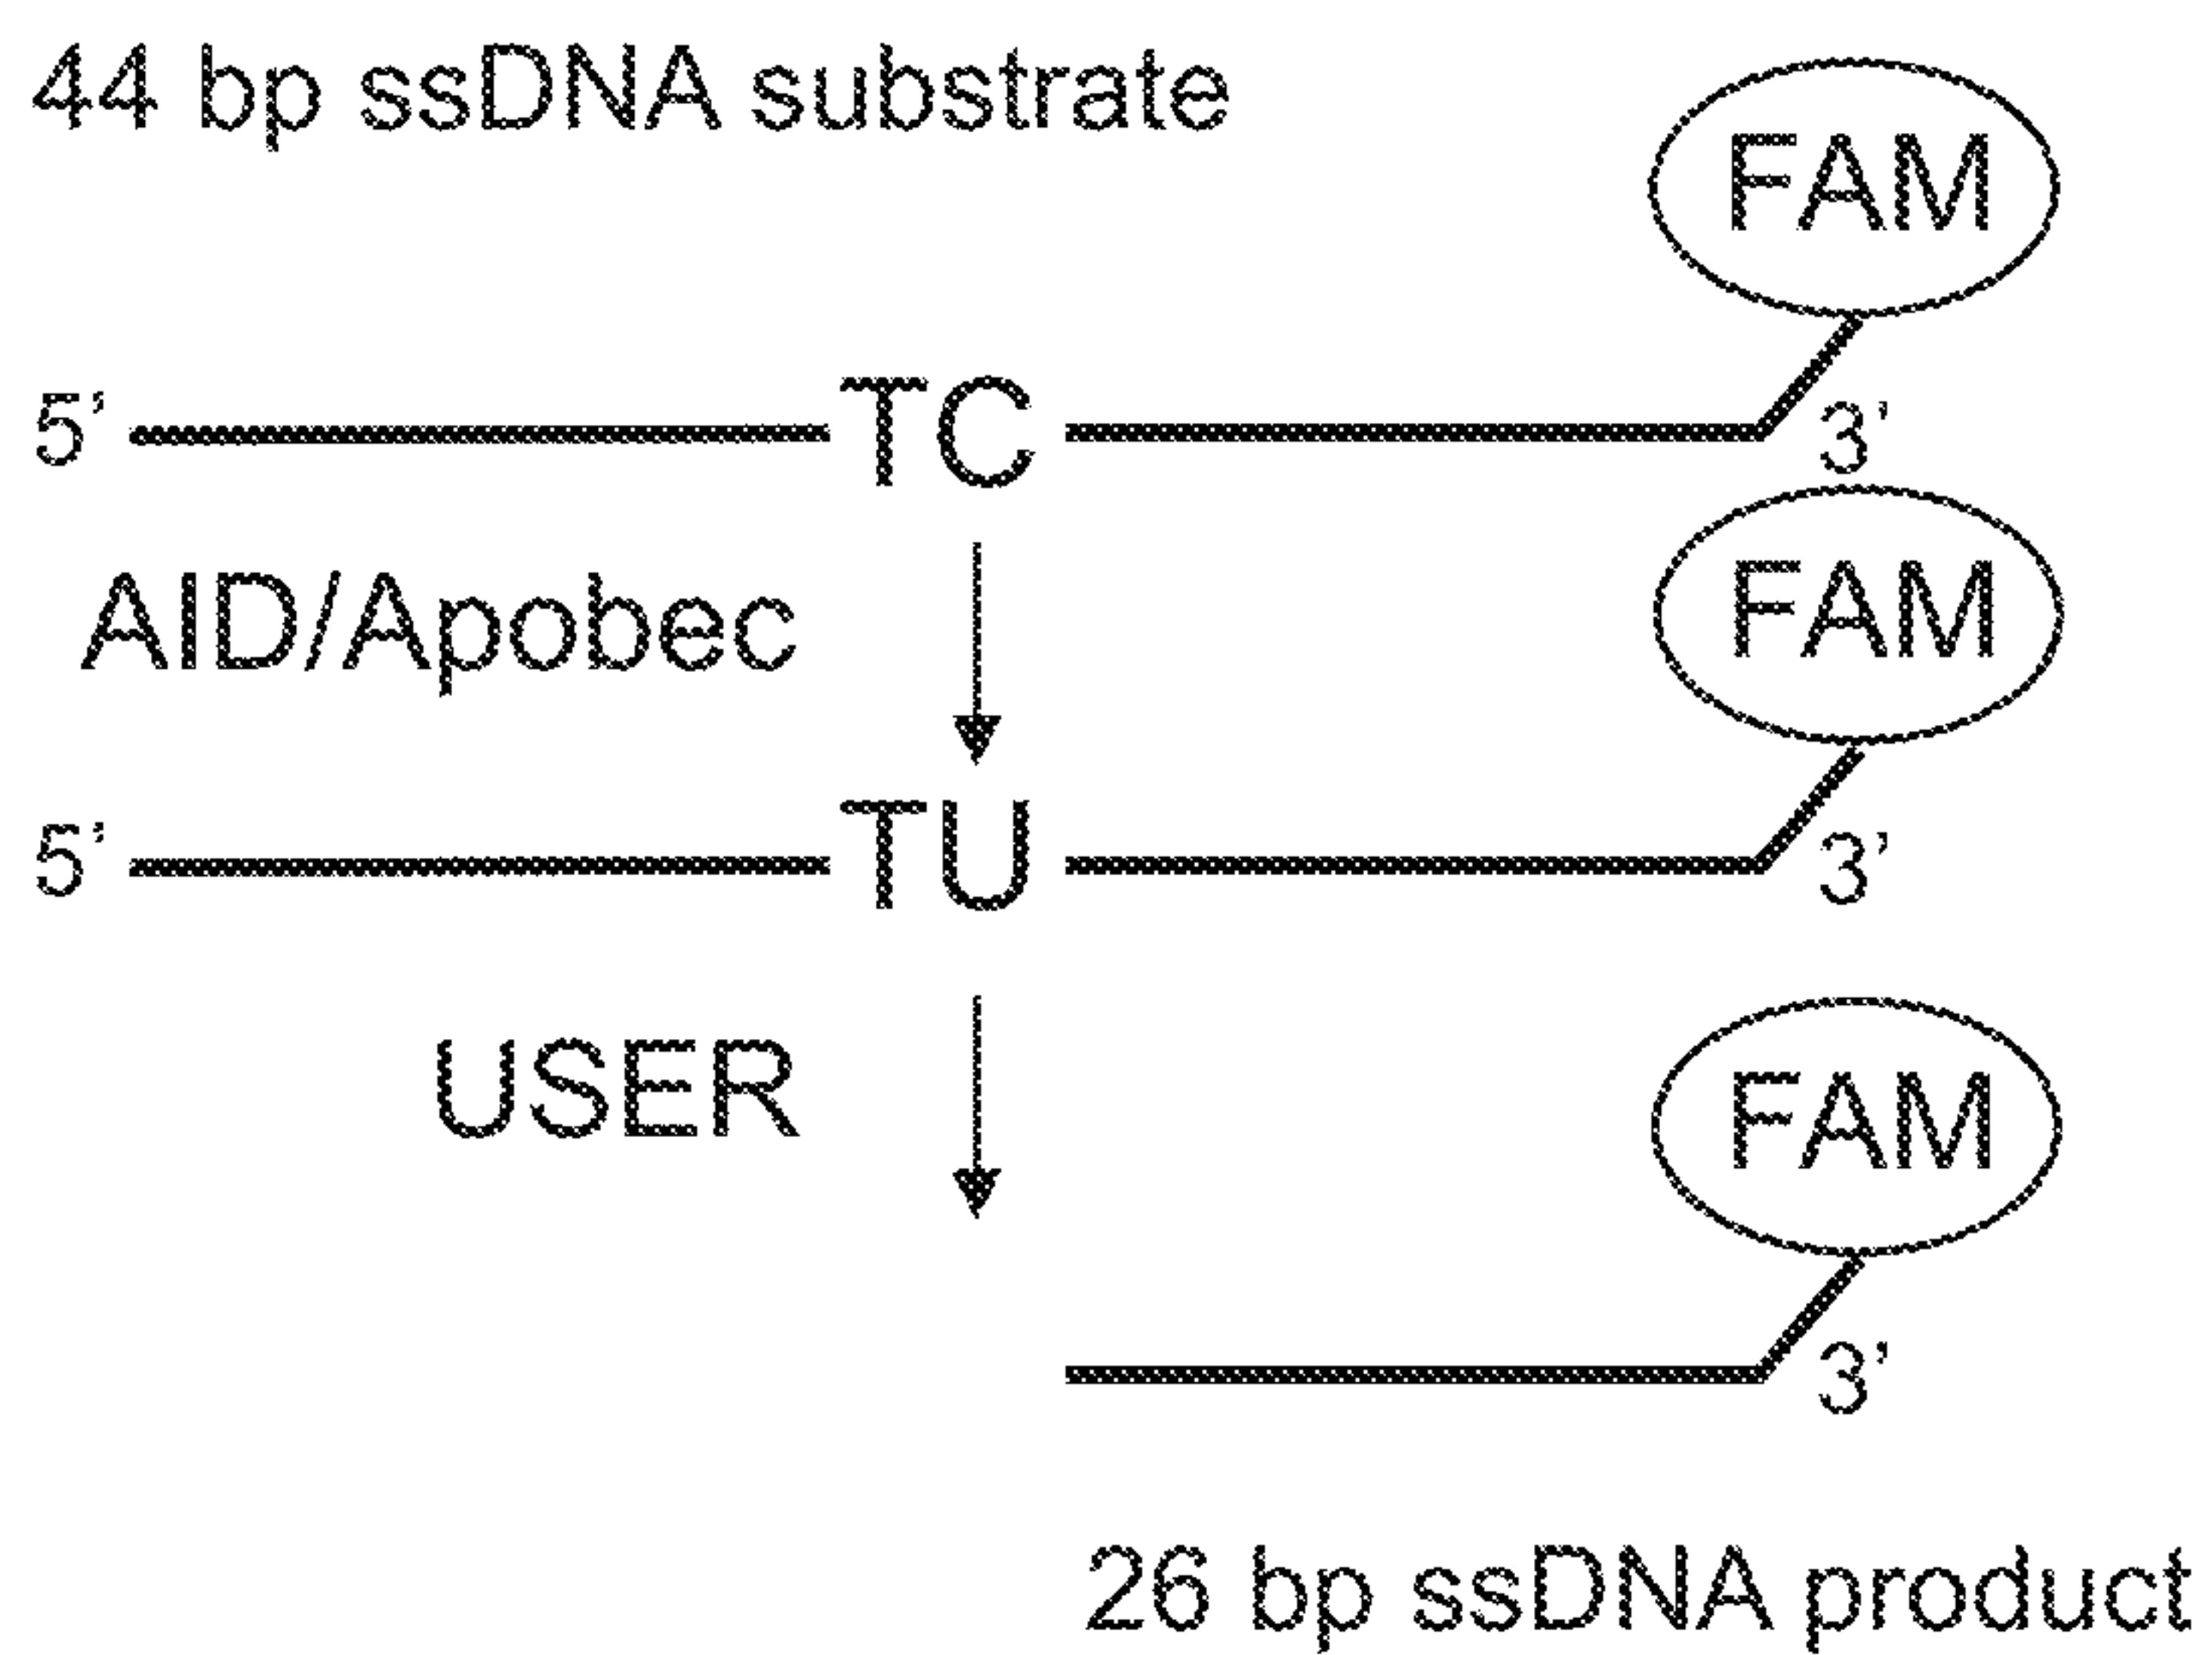 44 bp ssDNA substrate
FAM
5' TC 3'
AID/Apobec
FAM
5' TU 3'
USER
FAM
3'
26 bp ssDNA product